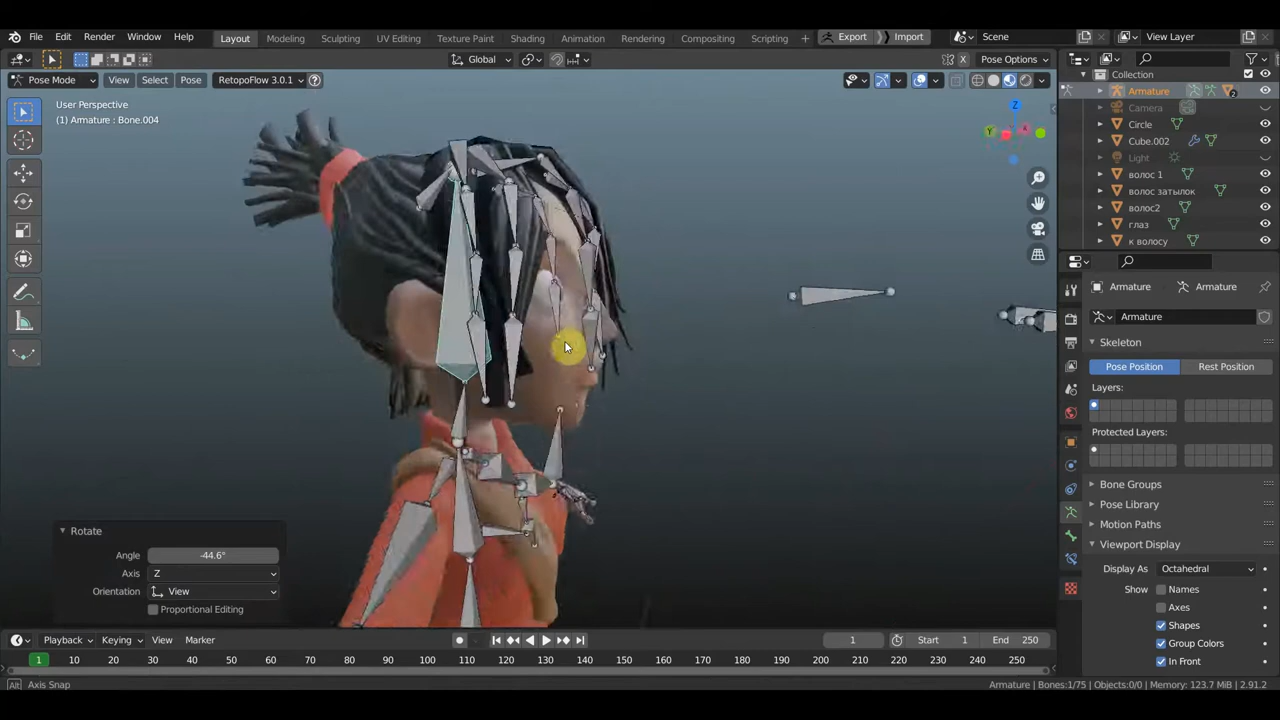 File Edit Render Window Help Layout Modeling Sculpting UV Editing Texture Paint Shading Animation Rendering Compositing Scripting + Export Import Scene View Layer
Global X Pose Options
Pose Mode View Select Pose RetopoFlow 3.0.1
User Perspective
(1) Armature : Bone.004
Z
Y
Collection
Armature 2
Camera
Circle
Cube.002
Light
волос 1
волос затылок
волос2
глаз
к волосу
Armature Armature
Armature
Skeleton
Pose Position Rest Position
Layers:
Protected Layers:
Bone Groups
Pose Library
Motion Paths
Viewport Display
Display As Octahedral
Show Names
Axes
Shapes
Group Colors
In Front
Rotate
Angle -44.6°
Axis Z
Orientation View
Proportional Editing
Playback Keying View Marker 1 Start 1 End 250
1 10 20 30 40 50 60 70 80 90 100 110 120 130 140 150 160 170 180 190 200 210 220 230 240 250
Alt Axis Snap Armature | Bones:1/75 | Objects:0/0 | Memory: 123.7 MiB | 2.91.2